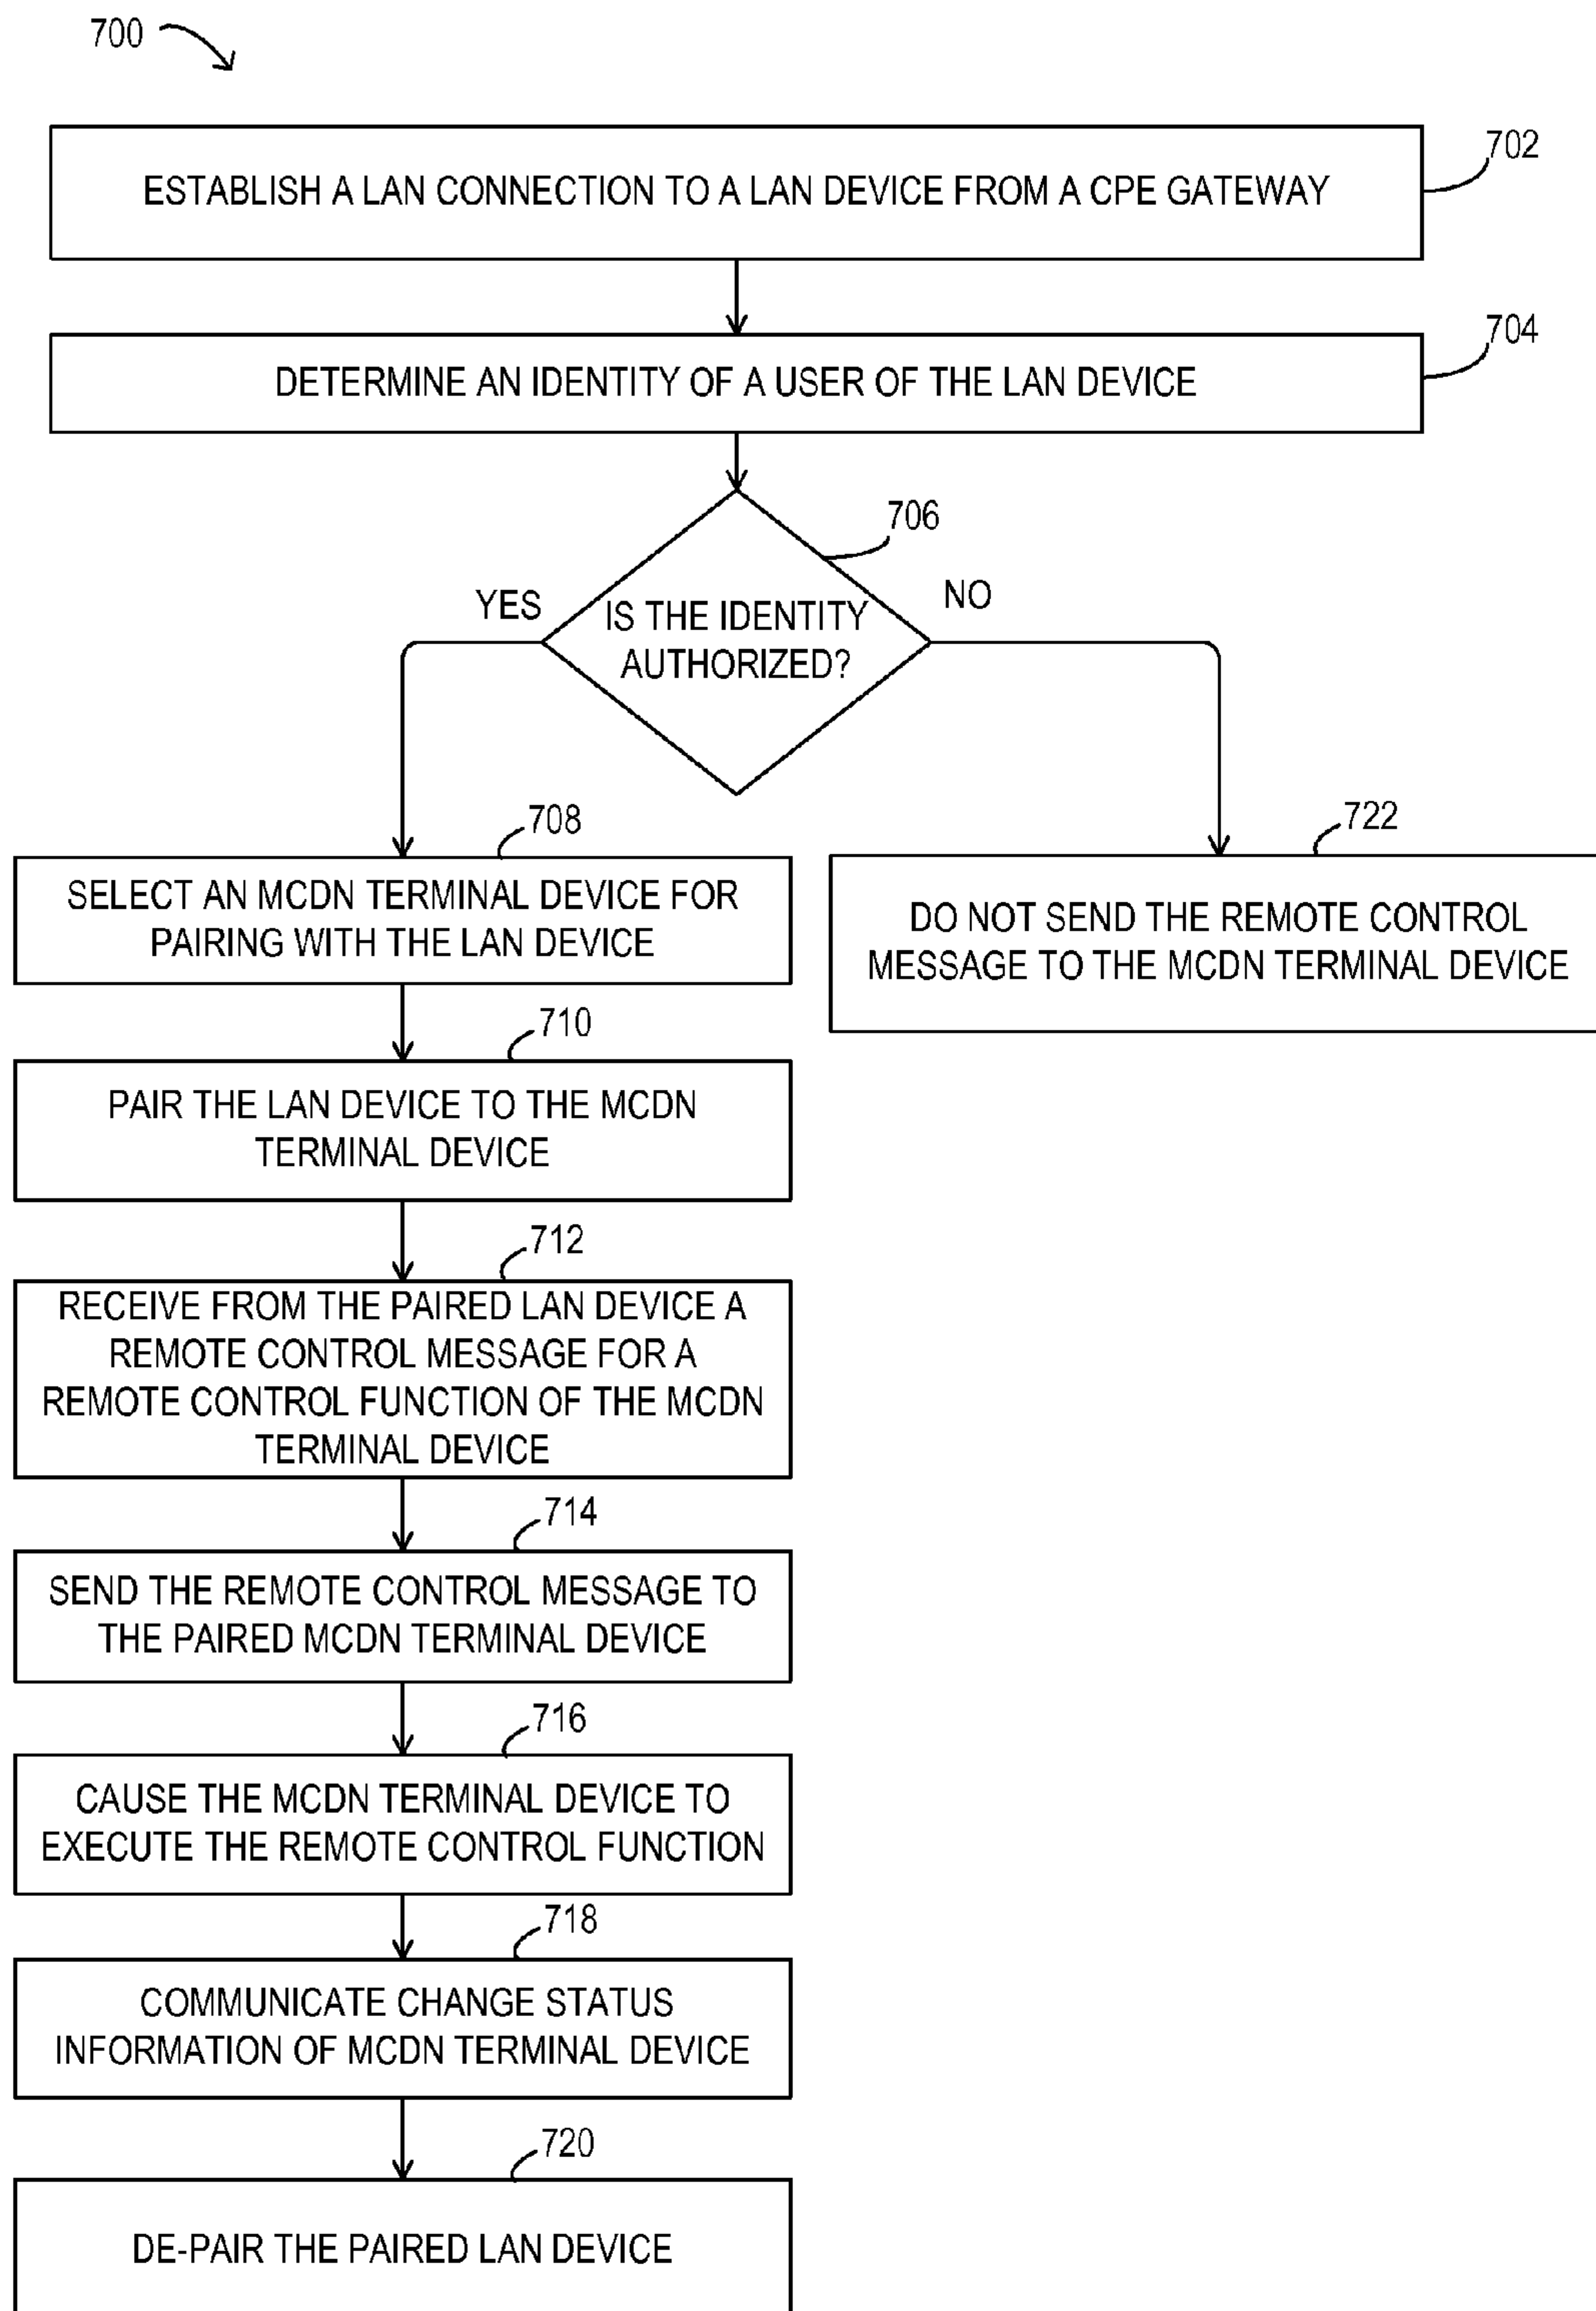 700
702
ESTABLISH A LAN CONNECTION TO A LAN DEVICE FROM A CPE GATEWAY
704
DETERMINE AN IDENTITY OF A USER OF THE LAN DEVICE
706
YES
NO
IS THE IDENTITY
AUTHORIZED?
708
SELECT AN MCDN TERMINAL DEVICE FOR
PAIRING WITH THE LAN DEVICE
722
DO NOT SEND THE REMOTE CONTROL
MESSAGE TO THE MCDN TERMINAL DEVICE
710
PAIR THE LAN DEVICE TO THE MCDN
TERMINAL DEVICE
712
RECEIVE FROM THE PAIRED LAN DEVICE A
REMOTE CONTROL MESSAGE FOR A
REMOTE CONTROL FUNCTION OF THE MCDN
TERMINAL DEVICE
714
SEND THE REMOTE CONTROL MESSAGE TO
THE PAIRED MCDN TERMINAL DEVICE
716
CAUSE THE MCDN TERMINAL DEVICE TO
EXECUTE THE REMOTE CONTROL FUNCTION
718
COMMUNICATE CHANGE STATUS
INFORMATION OF MCDN TERMINAL DEVICE
720
DE-PAIR THE PAIRED LAN DEVICE